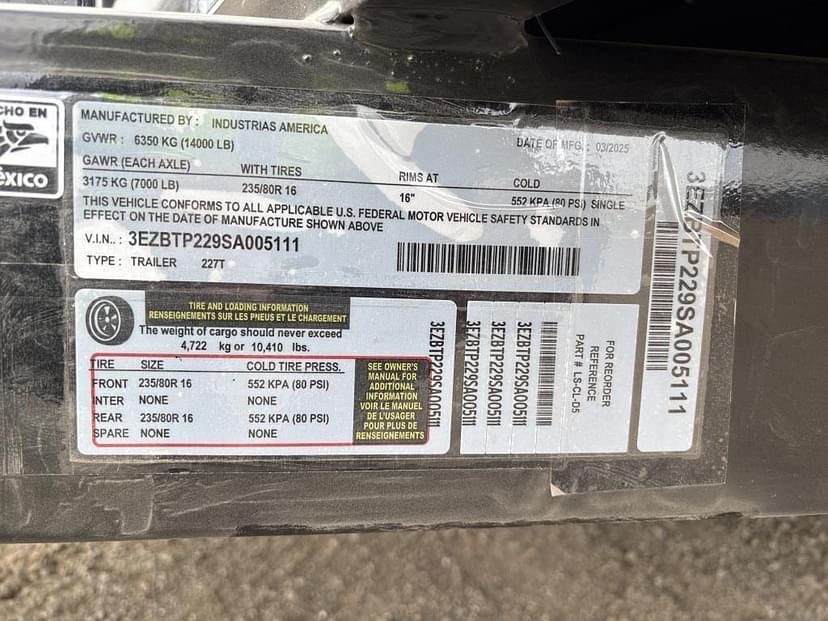 CHO EN
ÉXICO
MANUFACTURED BY : INDUSTRIAS AMERICA
GVWR : 6350 KG (14000 LB) DATE OF MFG. : 03/2025
GAWR (EACH AXLE) WITH TIRES RIMS AT COLD
3175 KG (7000 LB) 235/80R 16 16" 552 KPA (80 PSI) SINGLE
THIS VEHICLE CONFORMS TO ALL APPLICABLE U.S. FEDERAL MOTOR VEHICLE SAFETY STANDARDS IN
EFFECT ON THE DATE OF MANUFACTURE SHOWN ABOVE
V.I.N.. : 3EZBTP229SA005111
TYPE : TRAILER 227T
TIRE AND LOADING INFORMATION
RENSEIGNEMENTS SUR LES PNEUS ET LE CHARGEMENT
The weight of cargo should never exceed
4,722 kg or 10,410 lbs.
TIRE SIZE COLD TIRE PRESS.
FRONT 235/80R 16 552 KPA (80 PSI)
INTER NONE NONE
REAR 235/80R 16 552 KPA (80 PSI)
SPARE NONE NONE
SEE OWNER'S
MANUAL FOR
ADDITIONAL
INFORMATION
VOIR LE MANUEL
DE L'USAGER
POUR PLUS DE
RENSEIGNEMENTS
3EZBTP229SA005111
3EZBTP229SA005111
3EZBTP229SA005111
3EZBTP229SA005111
FOR REORDER
REFERENCE
PART # LS-CL-D5
3EZBTP229SA005111